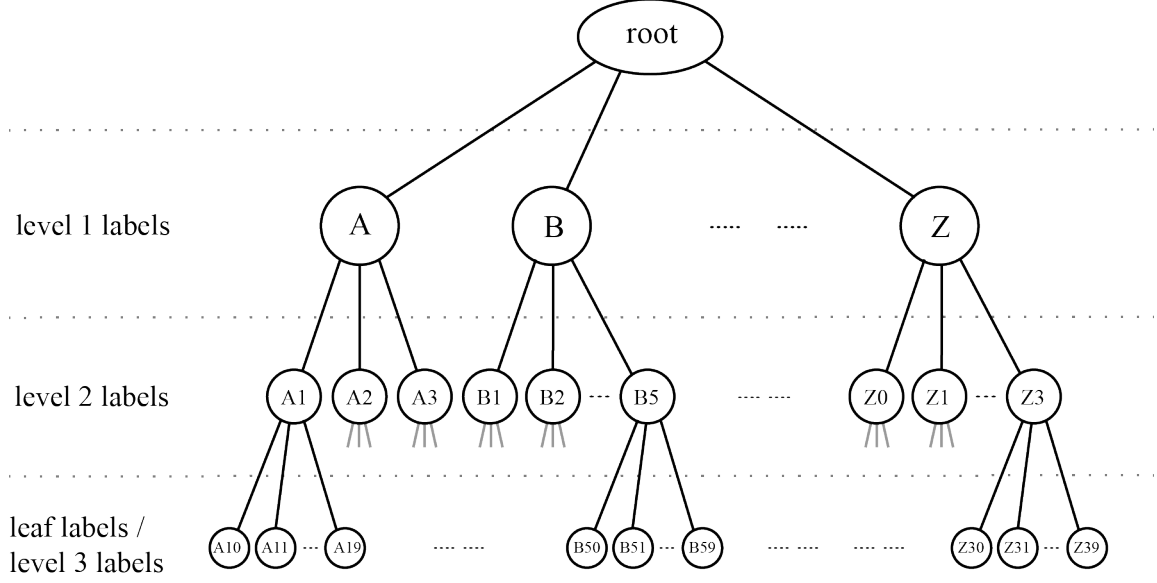 root
level 1 labels A B ..... ..... Z
level 2 labels A1 A2 A3 B1 B2 ... B5 .... .... Z0 Z1 ... Z3
leaf labels /
level 3 labels A10 A11 ... A19 .... .... B50 B51 ... B59 .... .... .... .... Z30 Z31 ... Z39